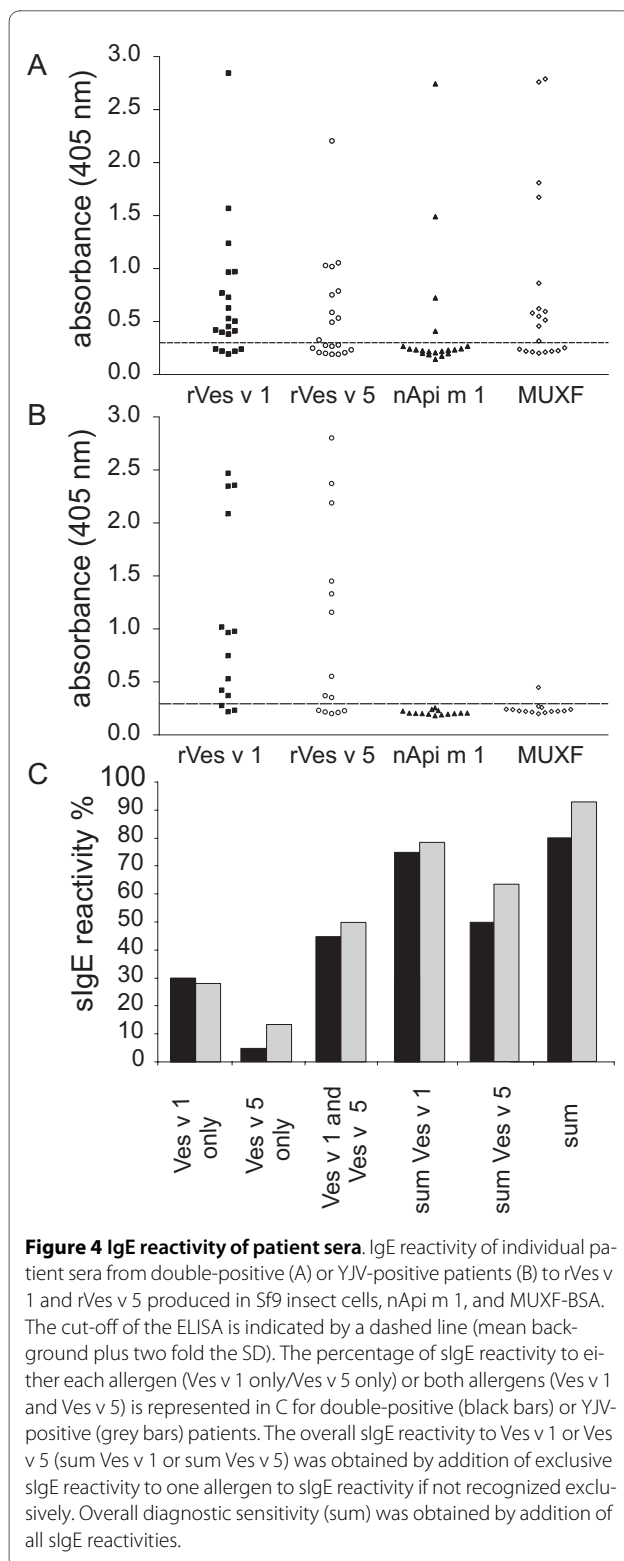 A
absorbance (405 nm)
3.0
2.5
2.0
1.5
1.0
0.5
0.0
rVes v 1 rVes v 5 nApi m 1 MUXF
B
absorbance (405 nm)
3.0
2.5
2.0
1.5
1.0
0.5
0.0
rVes v 1 rVes v 5 nApi m 1 MUXF
C
sIgE reactivity %
100
90
80
70
60
50
40
30
20
10
0
Ves v 1
only
Ves v 5
only
Ves v 1 and
Ves v 5
sum Ves v 1
sum Ves v 5
sum
Figure 4 IgE reactivity of patient sera. IgE reactivity of individual pa-
tient sera from double-positive (A) or YJV-positive patients (B) to rVes v
1 and rVes v 5 produced in Sf9 insect cells, nApi m 1, and MUXF-BSA.
The cut-off of the ELISA is indicated by a dashed line (mean back-
ground plus two fold the SD). The percentage of sIgE reactivity to ei-
ther each allergen (Ves v 1 only/Ves v 5 only) or both allergens (Ves v 1
and Ves v 5) is represented in C for double-positive (black bars) or YJV-
positive (grey bars) patients. The overall sIgE reactivity to Ves v 1 or Ves
v 5 (sum Ves v 1 or sum Ves v 5) was obtained by addition of exclusive
sIgE reactivity to one allergen to sIgE reactivity if not recognized exclu-
sively. Overall diagnostic sensitivity (sum) was obtained by addition of
all sIgE reactivities.